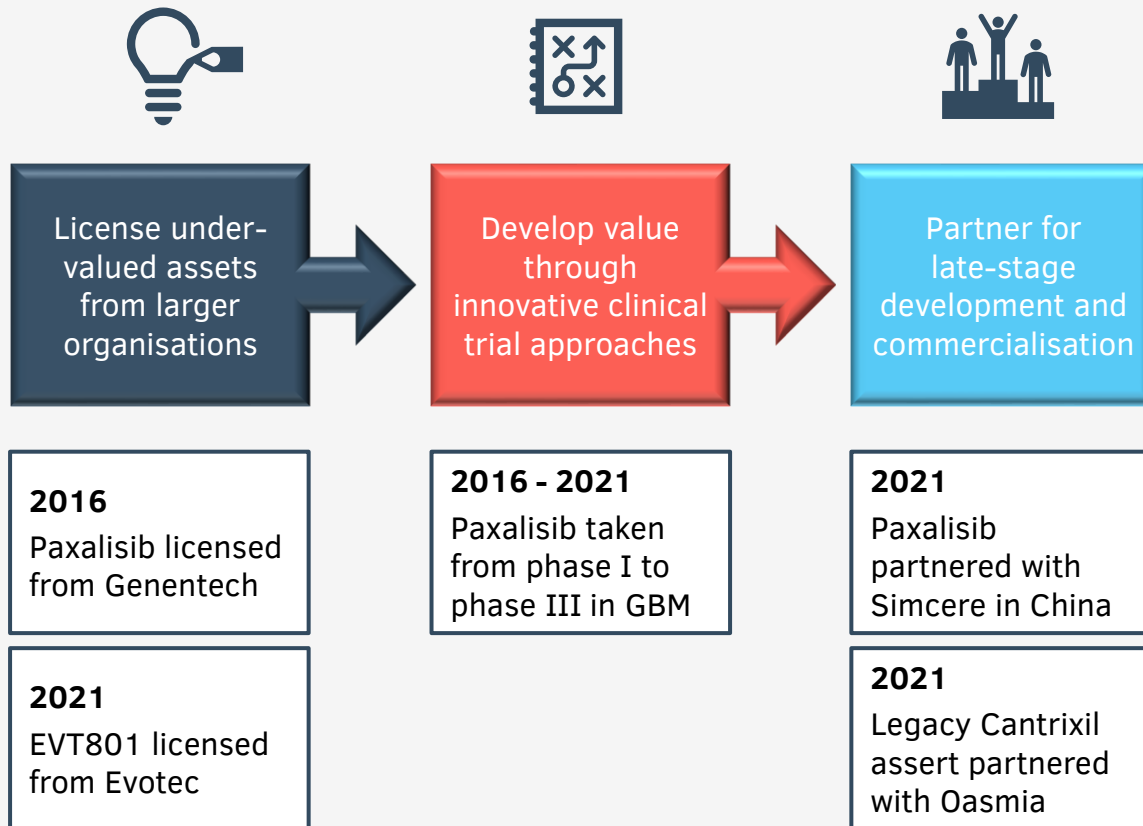 License under-
valued assets
from larger
organisations
Develop value
through
innovative clinical
trial approaches
Partner for
late-stage
development and
commercialisation
2016
Paxalisib licensed
from Genentech
2016 - 2021
Paxalisib taken
from phase I to
phase III in GBM
2021
Paxalisib
partnered with
Simcere in China
2021
EVT801 licensed
from Evotec
2021
Legacy Cantrixil
assert partnered
with Oasmia